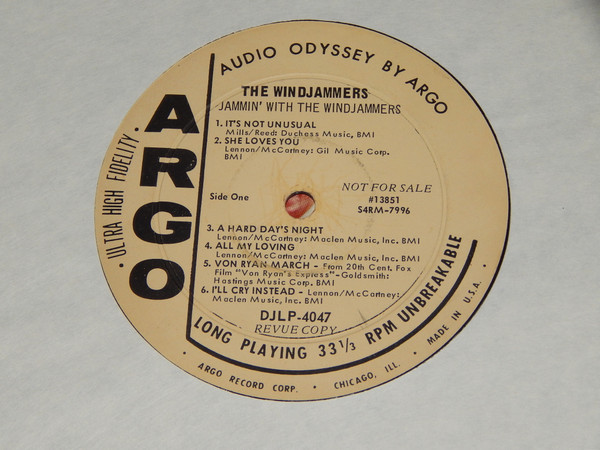 AUDIO ODYSSEY BY ARGO
THE WINDJAMMERS
JAMMIN' WITH THE WINDJAMMERS
1. IT'S NOT UNUSUAL
Mills/Reed: Duchess Music, BMI
2. SHE LOVES YOU
Lennon/McCartney: Gil Music Corp.
BMI
Side One
NOT FOR SALE
#13851
S4RM-7996
3. A HARD DAY'S NIGHT
Lennon/McCartney: Maclen Music, Inc. BMI
4. ALL MY LOVING
Lennon/McCartney: Maclen Music, Inc. BMI
5. VON RYAN MARCH - From 20th Cent. Fox
Film "Von Ryan's Express"-Goldsmith:
Hastings Music Corp. BMI
6. I'LL CRY INSTEAD - Lennon/McCartney:
Maclen Music, Inc. BMI
DJLP-4047
REVUE COPY
ARGO
• ULTRA HIGH FIDELITY •
LONG PLAYING 33 1/3 RPM UNBREAKABLE
• ARGO RECORD CORP. • CHICAGO, ILL. • MADE IN U.S.A. •